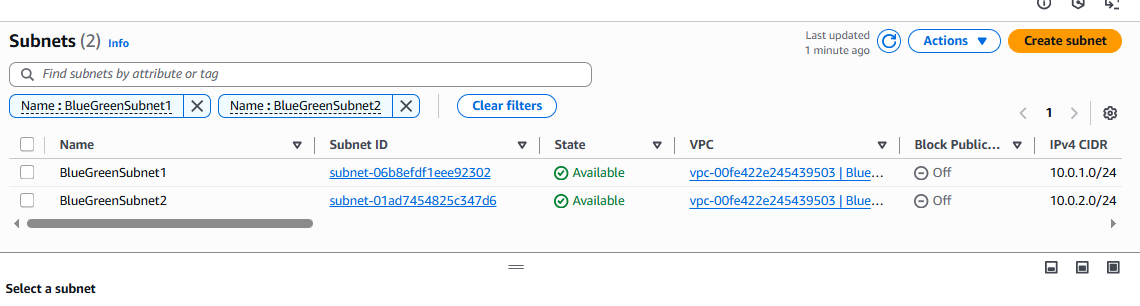 Subnets (2) Info
Last updated
1 minute ago
Actions
Create subnet
Find subnets by attribute or tag
Name : BlueGreenSubnet1
Name : BlueGreenSubnet2
Clear filters
1
Name Subnet ID State VPC Block Public... IPv4 CIDR
BlueGreenSubnet1 subnet-06b8efdf1eee92302 Available vpc-00fe422e245439503 | Blue... Off 10.0.1.0/24
BlueGreenSubnet2 subnet-01ad7454825c347d6 Available vpc-00fe422e245439503 | Blue... Off 10.0.2.0/24
Select a subnet